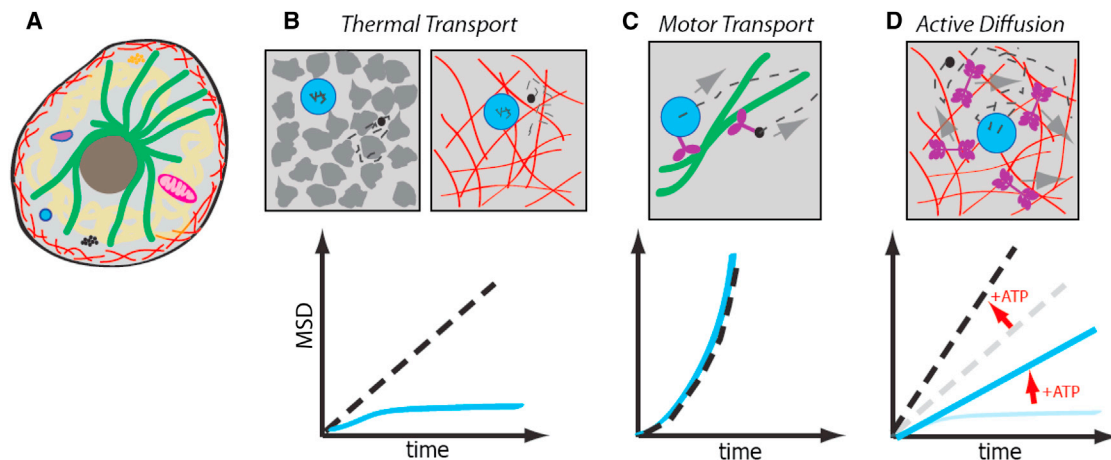 A
B
Thermal Transport
C
Motor Transport
D
Active Diffusion
MSD
time
time
+ATP
+ATP
time